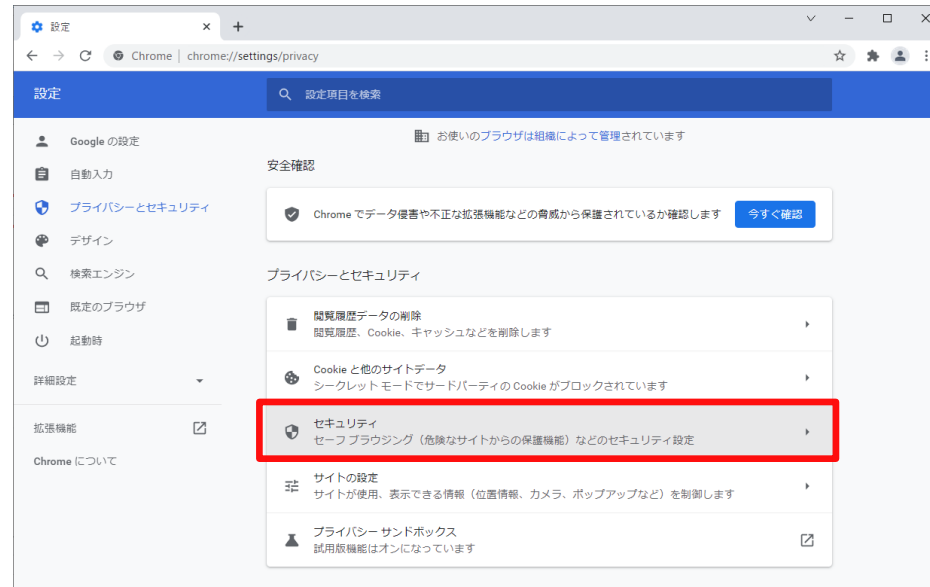 設定
Chrome | chrome://settings/privacy
設定
設定項目を検索
Google の設定
自動入力
プライバシーとセキュリティ
デザイン
検索エンジン
既定のブラウザ
起動時
詳細設定
拡張機能
Chrome について
お使いのブラウザは組織によって管理されています
安全確認
Chrome でデータ侵害や不正な拡張機能などの脅威から保護されているか確認します
今すぐ確認
プライバシーとセキュリティ
閲覧履歴データの削除
閲覧履歴、Cookie、キャッシュなどを削除します
Cookie と他のサイトデータ
シークレット モードでサードパーティの Cookie がブロックされています
セキュリティ
セーフ ブラウジング（危険なサイトからの保護機能）などのセキュリティ設定
サイトの設定
サイトが使用、表示できる情報（位置情報、カメラ、ポップアップなど）を制御します
プライバシー サンドボックス
試用版機能はオンになっています